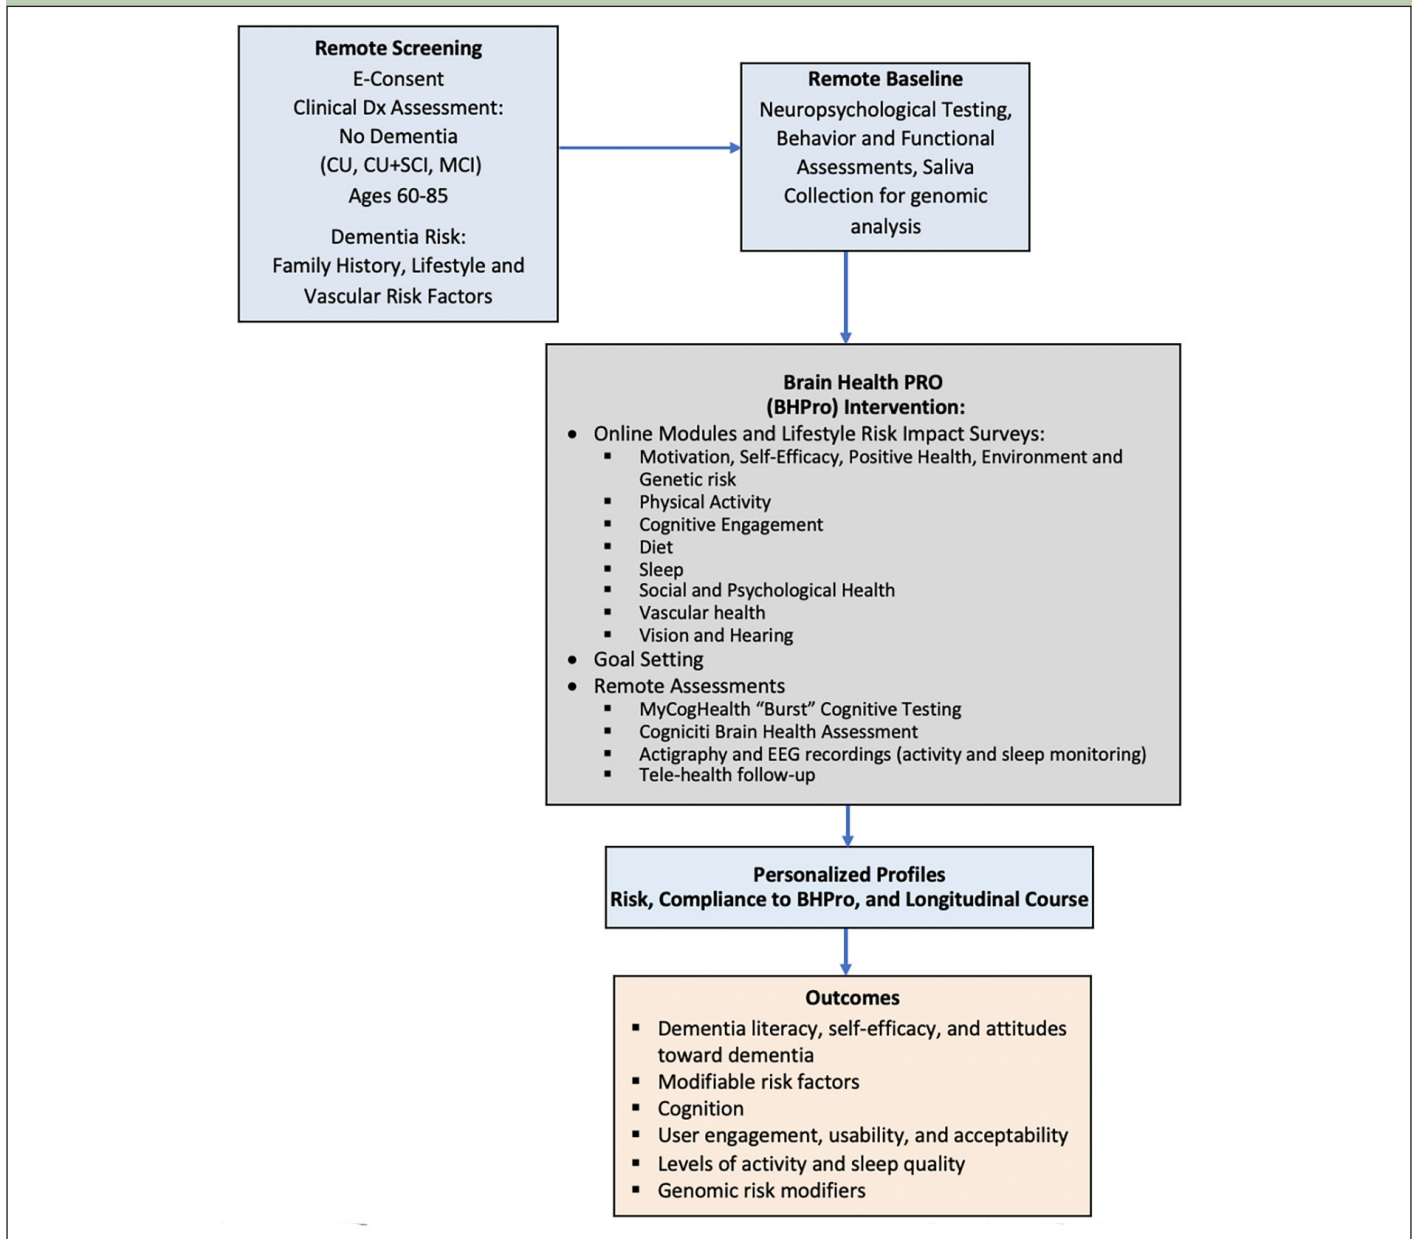 Remote Screening
E-Consent
Clinical Dx Assessment:
No Dementia
(CU, CU+SCI, MCI)
Ages 60-85
Dementia Risk:
Family History, Lifestyle and
Vascular Risk Factors
Remote Baseline
Neuropsychological Testing,
Behavior and Functional
Assessments, Saliva
Collection for genomic
analysis
Brain Health PRO
(BHPro) Intervention:
• Online Modules and Lifestyle Risk Impact Surveys:
▪ Motivation, Self-Efficacy, Positive Health, Environment and
Genetic risk
▪ Physical Activity
▪ Cognitive Engagement
▪ Diet
▪ Sleep
▪ Social and Psychological Health
▪ Vascular health
▪ Vision and Hearing
• Goal Setting
• Remote Assessments
▪ MyCogHealth “Burst” Cognitive Testing
▪ Cogniciti Brain Health Assessment
▪ Actigraphy and EEG recordings (activity and sleep monitoring)
▪ Tele-health follow-up
Personalized Profiles
Risk, Compliance to BHPro, and Longitudinal Course
Outcomes
▪ Dementia literacy, self-efficacy, and attitudes
toward dementia
▪ Modifiable risk factors
▪ Cognition
▪ User engagement, usability, and acceptability
▪ Levels of activity and sleep quality
▪ Genomic risk modifiers